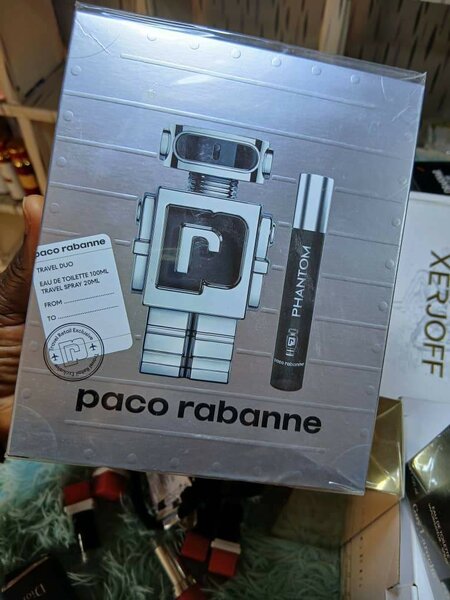 paco rabanne
TRAVEL DUO
EAU DE TOILETTE 100ML
TRAVEL SPRAY 20ML
FROM
TO
Travel Retail Exclusive
PHANTOM
paco rabanne
paco rabanne
XERJOFF
Dior